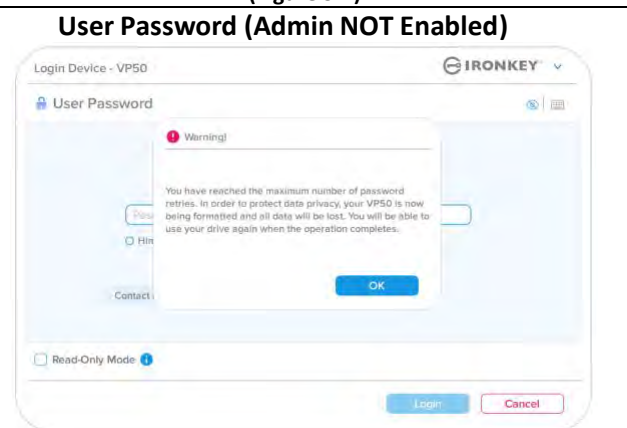 User Password (Admin NOT Enabled)
Login Device - VP50
IRONKEY
User Password
Warning!
You have reached the maximum number of password
retries. In order to protect data privacy, your VP50 is now
being formatted and all data will be lost. You will be able to
use your drive again when the operation completes.
Hin
OK
Contact
Read-Only Mode
Login
Cancel